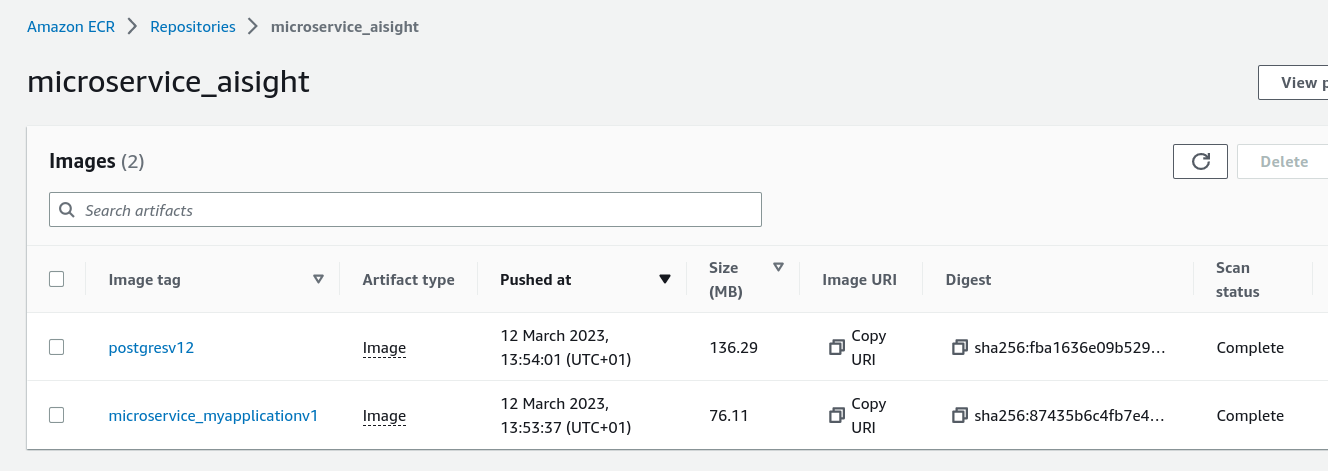 Amazon ECR > Repositories > microservice_aisight
microservice_aisight
View p
Images (2)
Delete
Search artifacts
Image tag Artifact type Pushed at Size (MB) Image URI Digest Scan status
postgresv12 Image 12 March 2023, 13:54:01 (UTC+01) 136.29 Copy URI sha256:fba1636e09b529... Complete
microservice_myapplicationv1 Image 12 March 2023, 13:53:37 (UTC+01) 76.11 Copy URI sha256:87435b6c4fb7e4... Complete